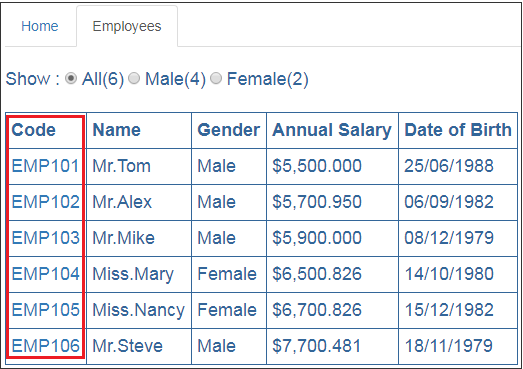 Home Employees
Show : All(6) Male(4) Female(2)
Code Name Gender Annual Salary Date of Birth
EMP101 Mr.Tom Male $5,500.000 25/06/1988
EMP102 Mr.Alex Male $5,700.950 06/09/1982
EMP103 Mr.Mike Male $5,900.000 08/12/1979
EMP104 Miss.Mary Female $6,500.826 14/10/1980
EMP105 Miss.Nancy Female $6,700.826 15/12/1982
EMP106 Mr.Steve Male $7,700.481 18/11/1979